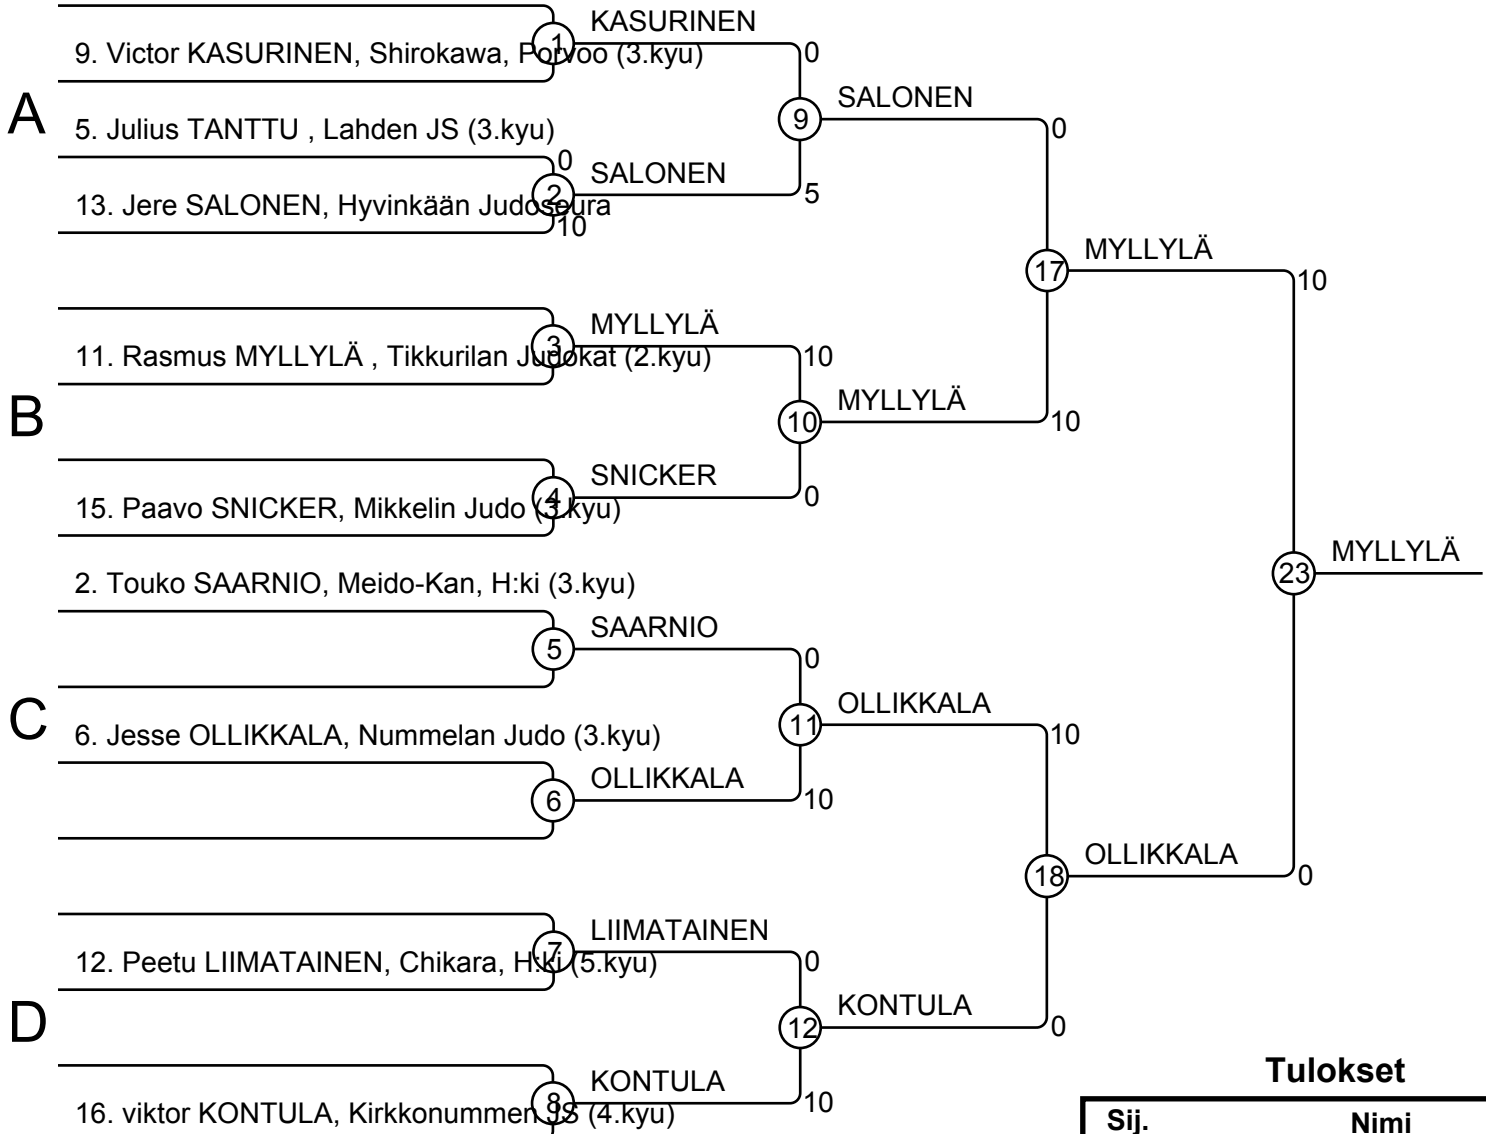 KASURINEN
1
9. Victor KASURINEN, Shirokawa, Porvoo (3.kyu)
0
A
SALONEN
9
5. Julius TANTTU , Lahden JS (3.kyu)
0
0
SALONEN
2
5
13. Jere SALONEN, Hyvinkään Judoseura
10
MYLLYLÄ
17
10
MYLLYLÄ
3
11. Rasmus MYLLYLÄ , Tikkurilan Judokat (2.kyu)
10
B
MYLLYLÄ
10
10
SNICKER
4
0
15. Paavo SNICKER, Mikkelin Judo (3.kyu)
MYLLYLÄ
23
2. Touko SAARNIO, Meido-Kan, H:ki (3.kyu)
SAARNIO
5
0
C
OLLIKKALA
11
10
6. Jesse OLLIKKALA, Nummelan Judo (3.kyu)
OLLIKKALA
6
10
OLLIKKALA
18
0
LIIMATAINEN
7
12. Peetu LIIMATAINEN, Chikara, H:ki (5.kyu)
0
D
KONTULA
12
0
Tulokset
KONTULA
8
10
16. viktor KONTULA, Kirkkonummen JS (4.kyu)
Sij. Nimi